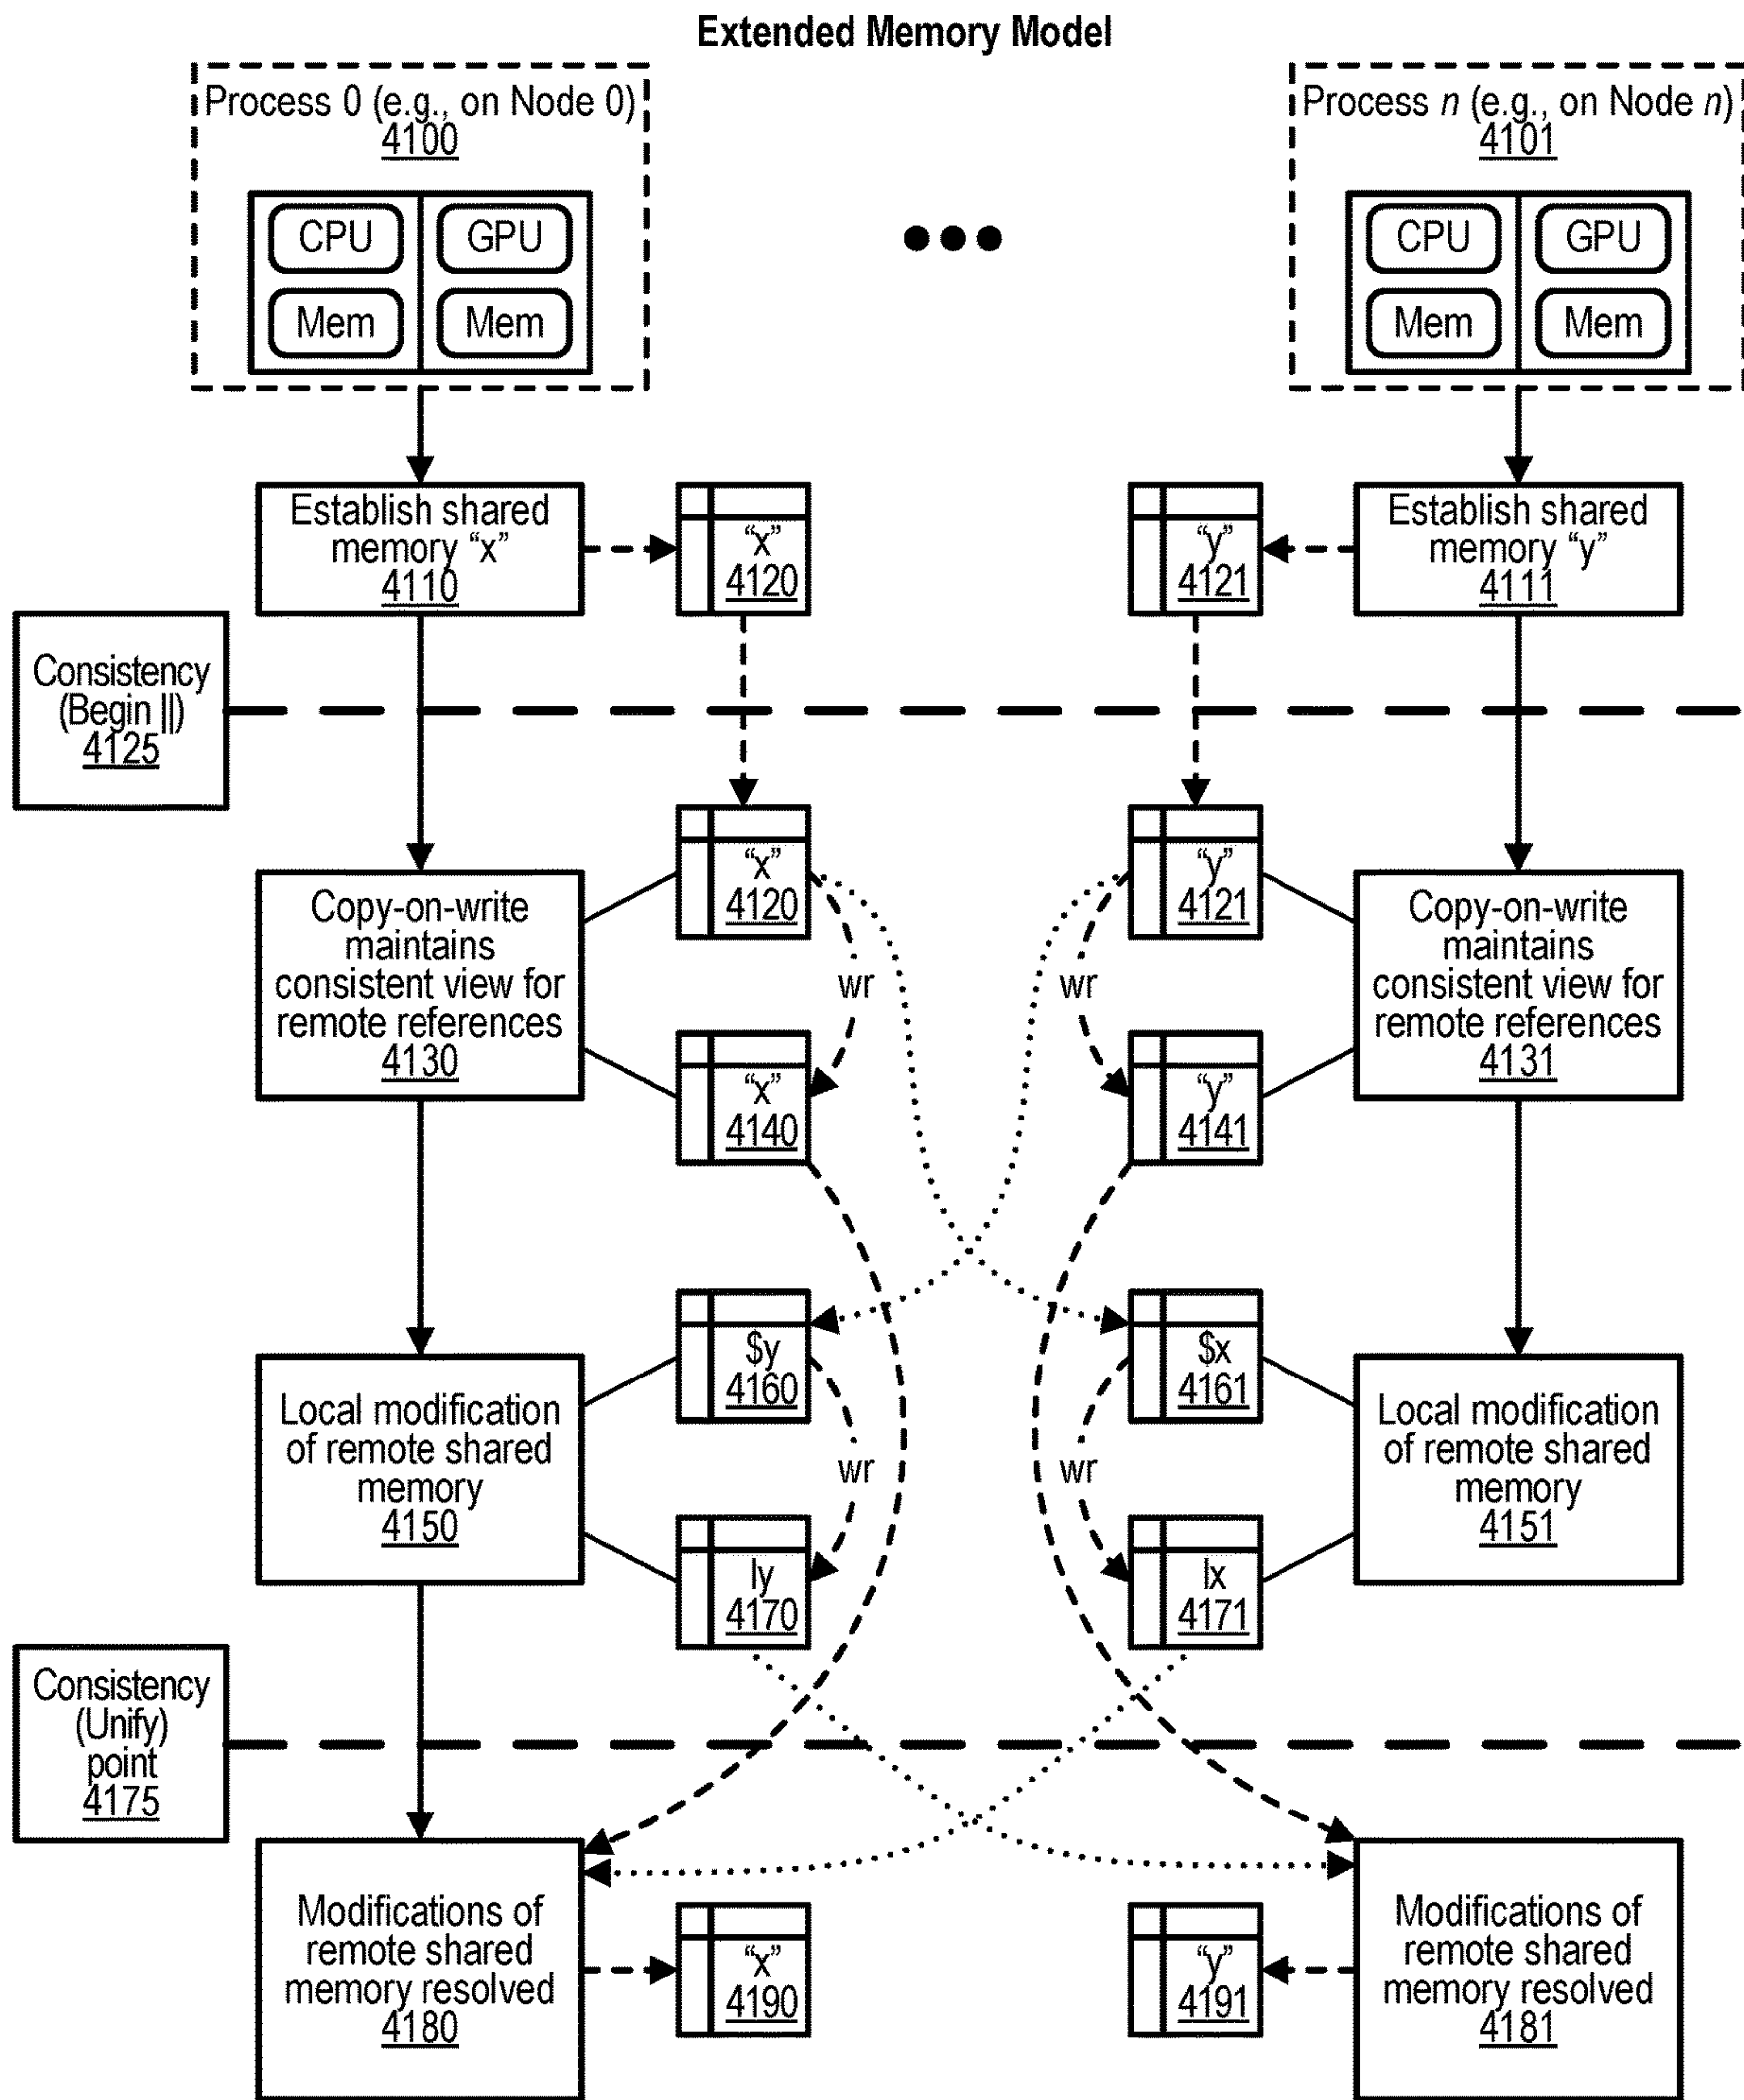 Extended Memory Model
Process 0 (e.g., on Node 0)
4100
CPU
GPU
Mem
Mem
Process n (e.g., on Node n)
4101
CPU
GPU
Mem
Mem
Establish shared
memory “x”
4110
“x”
4120
“y”
4121
Establish shared
memory “y”
4111
Consistency
(Begin ||)
4125
Copy-on-write
maintains
consistent view for
remote references
4130
“x”
4120
wr
“x”
4140
“y”
4121
wr
“y”
4141
Copy-on-write
maintains
consistent view for
remote references
4131
Local modification
of remote shared
memory
4150
$y
4160
wr
ly
4170
$x
4161
wr
lx
4171
Local modification
of remote shared
memory
4151
Consistency
(Unify)
point
4175
Modifications of
remote shared
memory resolved
4180
“x”
4190
“y”
4191
Modifications of
remote shared
memory resolved
4181